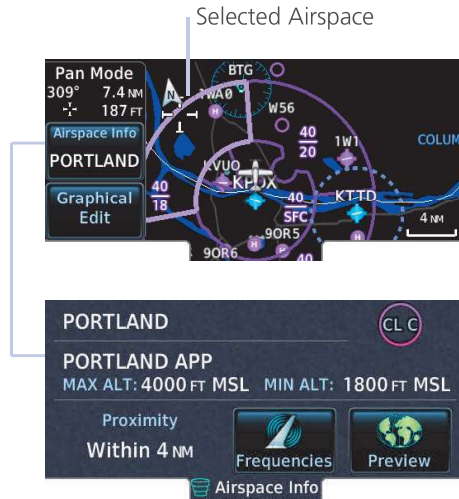 Selected Airspace
Pan Mode
309° 7.4 NM
187 FT
Airspace Info
PORTLAND
Graphical
Edit
N
BTG
1WA0
H
W56
40
20
1W1
COLUM
KVUO
KPDX
KTTD
40
18
40
SFC
4 NM
9OR5
H
H
H
9OR6
40
PORTLAND
CL C
PORTLAND APP
MAX ALT: 4000 FT MSL MIN ALT: 1800 FT MSL
Proximity
Within 4 NM
Frequencies
Preview
Airspace Info